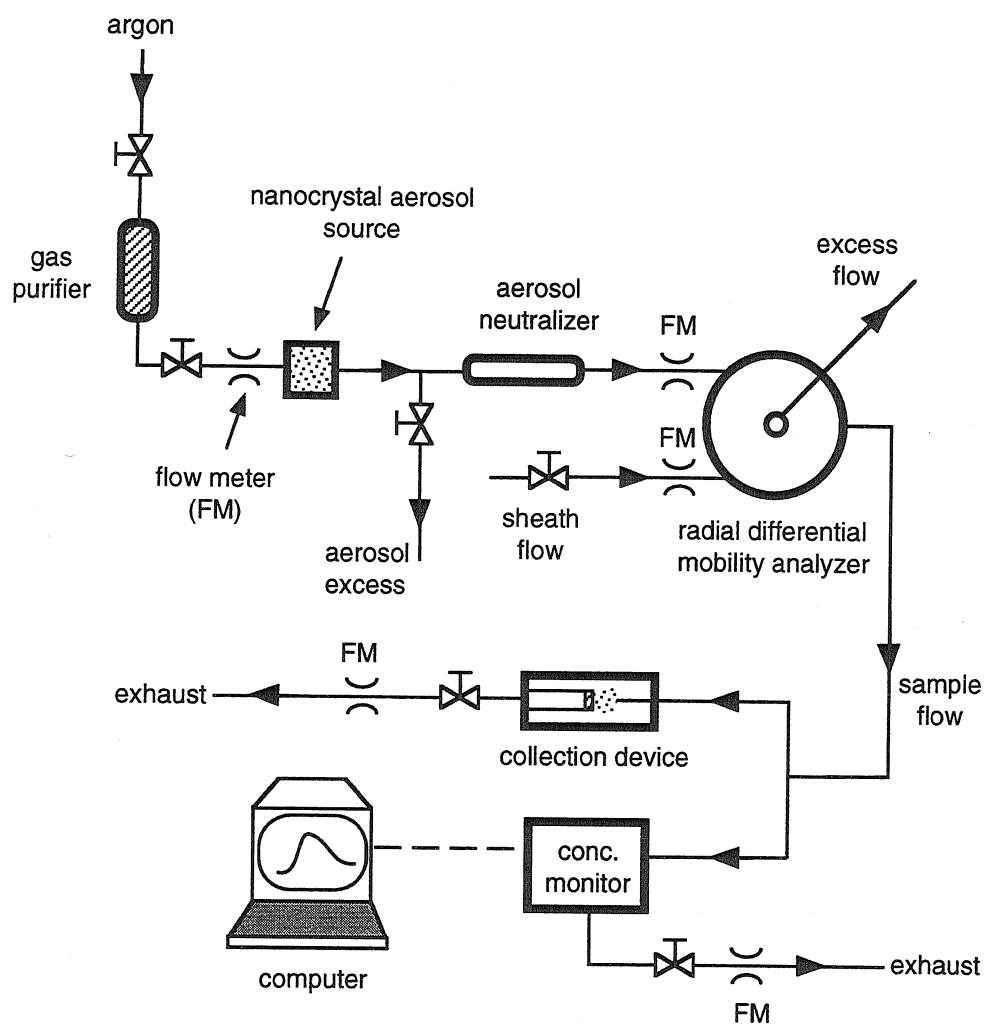 argon
nanocrystal aerosol
source
gas
purifier
excess
flow
aerosol
neutralizer
FM
FM
flow meter
(FM)
sheath
flow
radial differential
mobility analyzer
aerosol
excess
FM
exhaust
sample
flow
collection device
conc.
monitor
computer
exhaust
FM